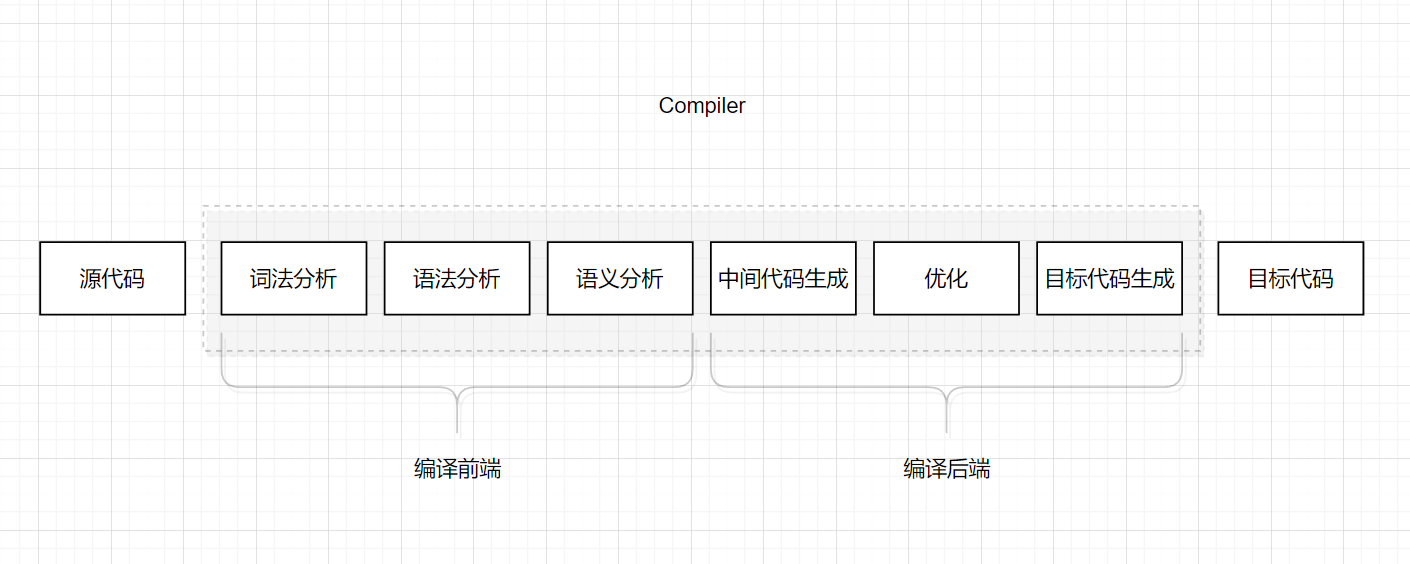 Compiler
源代码
词法分析
语法分析
语义分析
中间代码生成
优化
目标代码生成
目标代码
编译前端
编译后端